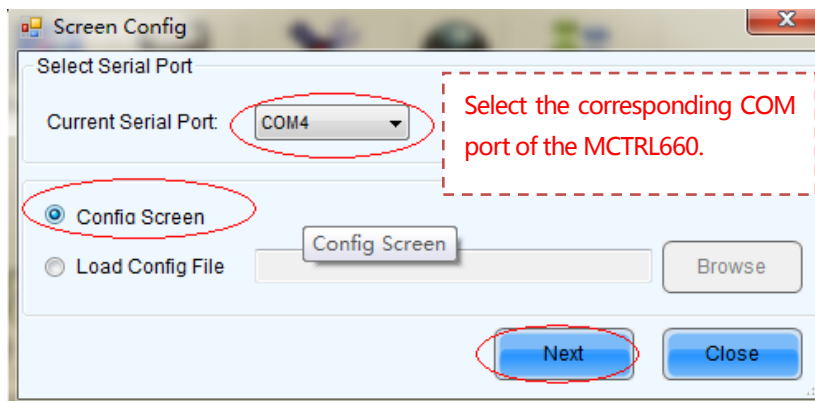 Screen Config
Select Serial Port
Current Serial Port:
COM4
Select the corresponding COM
port of the MCTRL660.
Config Screen
Config Screen
Load Config File
Browse
Next
Close